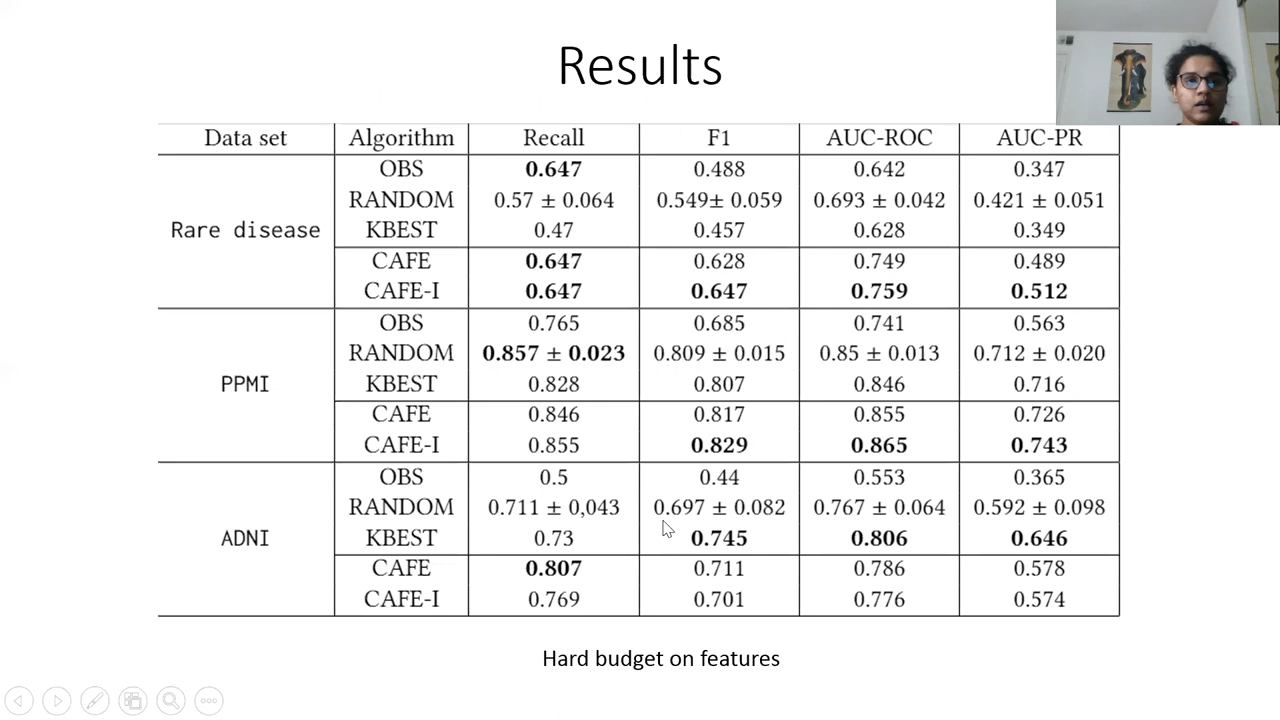 Results
Data set Algorithm Recall F1 AUC-ROC AUC-PR
OBS 0.647 0.488 0.642 0.347
RANDOM 0.57 ± 0.064 0.549± 0.059 0.693 ± 0.042 0.421 ± 0.051
Rare disease KBEST 0.47 0.457 0.628 0.349
CAFE 0.647 0.628 0.749 0.489
CAFE-I 0.647 0.647 0.759 0.512
OBS 0.765 0.685 0.741 0.563
RANDOM 0.857 ± 0.023 0.809 ± 0.015 0.85 ± 0.013 0.712 ± 0.020
PPMI KBEST 0.828 0.807 0.846 0.716
CAFE 0.846 0.817 0.855 0.726
CAFE-I 0.855 0.829 0.865 0.743
OBS 0.5 0.44 0.553 0.365
RANDOM 0.711 ± 0,043 0.697 ± 0.082 0.767 ± 0.064 0.592 ± 0.098
ADNI KBEST 0.73 0.745 0.806 0.646
CAFE 0.807 0.711 0.786 0.578
CAFE-I 0.769 0.701 0.776 0.574
Hard budget on features